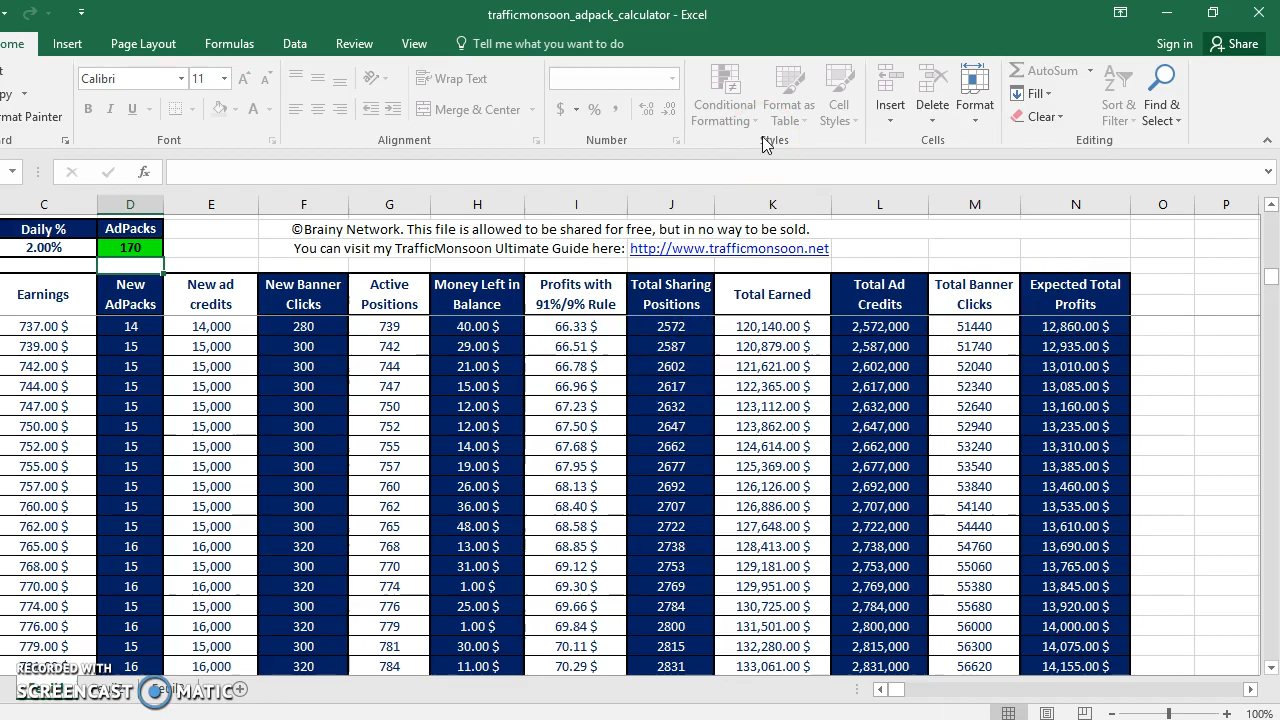 trafficmonsoon_adpack_calculator - Excel
ome Insert Page Layout Formulas Data Review View Tell me what you want to do Sign in Share
Calibri 11 Wrap Text Conditional Formatting Format as Table Cell Styles Insert Delete Format AutoSum Fill Clear Sort & Filter Find & Select
py
rmat Painter B I U A Merge & Center $ %
rd Font Alignment Number Styles Cells Editing
fx
C D E F G H I J K L M N O P
Daily % AdPacks ©Brainy Network. This file is allowed to be shared for free, but in no way to be sold.
2.00% 170 You can visit my TrafficMonsoon Ultimate Guide here: http://www.trafficmonsoon.net
Earnings New AdPacks New ad credits New Banner Clicks Active Positions Money Left in Balance Profits with 91%/9% Rule Total Sharing Positions Total Earned Total Ad Credits Total Banner Clicks Expected Total Profits
737.00 $ 14 14,000 280 739 40.00 $ 66.33 $ 2572 120,140.00 $ 2,572,000 51440 12,860.00 $
739.00 $ 15 15,000 300 742 29.00 $ 66.51 $ 2587 120,879.00 $ 2,587,000 51740 12,935.00 $
742.00 $ 15 15,000 300 744 21.00 $ 66.78 $ 2602 121,621.00 $ 2,602,000 52040 13,010.00 $
744.00 $ 15 15,000 300 747 15.00 $ 66.96 $ 2617 122,365.00 $ 2,617,000 52340 13,085.00 $
747.00 $ 15 15,000 300 750 12.00 $ 67.23 $ 2632 123,112.00 $ 2,632,000 52640 13,160.00 $
750.00 $ 15 15,000 300 752 12.00 $ 67.50 $ 2647 123,862.00 $ 2,647,000 52940 13,235.00 $
752.00 $ 15 15,000 300 755 14.00 $ 67.68 $ 2662 124,614.00 $ 2,662,000 53240 13,310.00 $
755.00 $ 15 15,000 300 757 19.00 $ 67.95 $ 2677 125,369.00 $ 2,677,000 53540 13,385.00 $
757.00 $ 15 15,000 300 760 26.00 $ 68.13 $ 2692 126,126.00 $ 2,692,000 53840 13,460.00 $
760.00 $ 15 15,000 300 762 36.00 $ 68.40 $ 2707 126,886.00 $ 2,707,000 54140 13,535.00 $
762.00 $ 15 15,000 300 765 48.00 $ 68.58 $ 2722 127,648.00 $ 2,722,000 54440 13,610.00 $
765.00 $ 16 16,000 320 768 13.00 $ 68.85 $ 2738 128,413.00 $ 2,738,000 54760 13,690.00 $
768.00 $ 15 15,000 300 770 31.00 $ 69.12 $ 2753 129,181.00 $ 2,753,000 55060 13,765.00 $
770.00 $ 16 16,000 320 774 1.00 $ 69.30 $ 2769 129,951.00 $ 2,769,000 55380 13,845.00 $
774.00 $ 15 15,000 300 776 25.00 $ 69.66 $ 2784 130,725.00 $ 2,784,000 55680 13,920.00 $
776.00 $ 16 16,000 320 779 1.00 $ 69.84 $ 2800 131,501.00 $ 2,800,000 56000 14,000.00 $
779.00 $ 15 15,000 300 781 30.00 $ 70.11 $ 2815 132,280.00 $ 2,815,000 56300 14,075.00 $
16 16,000 320 784 11.00 $ 70.29 $ 2831 133,061.00 $ 2,831,000 56620 14,155.00 $
RECORDED WITH
SCREENCAST MATIC
100%